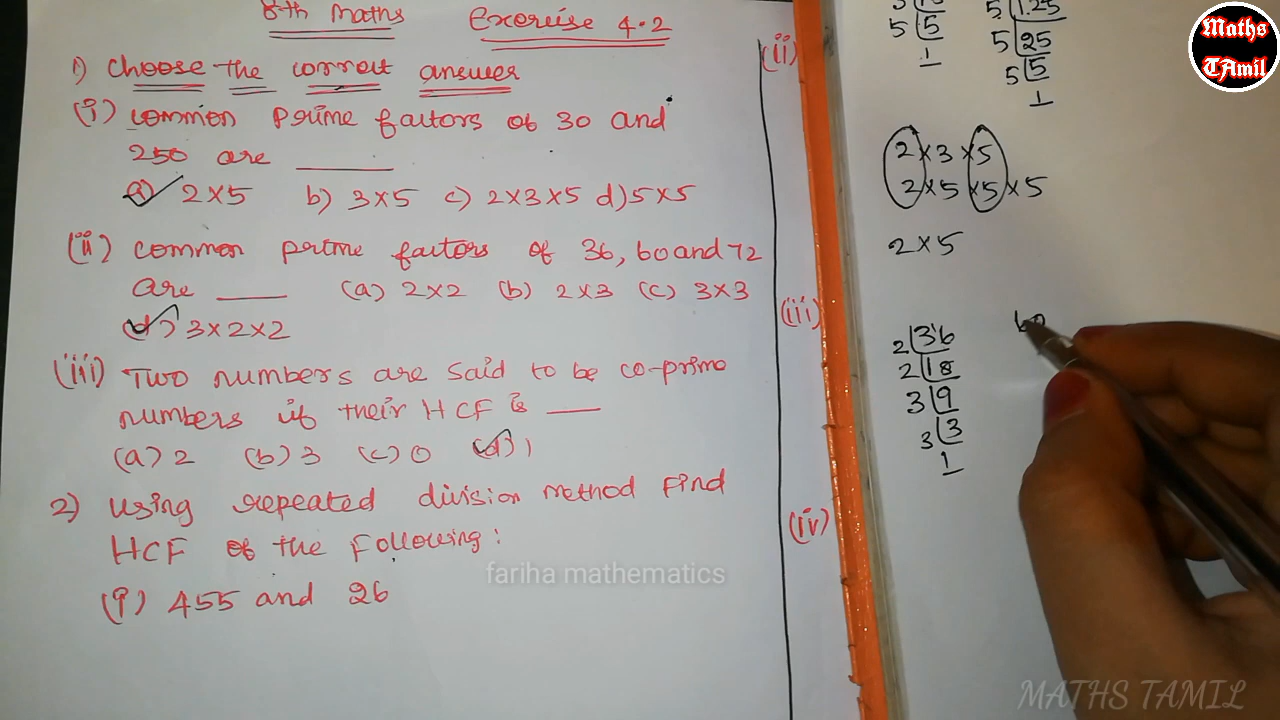 8th Maths Exercise 4.2
1) Choose the correct answer
(i) common prime factors of 30 and
250 are ______
a) 2×5 b) 3×5 c) 2×3×5 d) 5×5
(ii) common prime factors of 36, 60 and 72
are ____ (a) 2×2 (b) 2×3 (c) 3×3
(d) 3×2×2
(iii) Two numbers are said to be co-prime
numbers if their HCF is ___
(a) 2 (b) 3 (c) 0 (d) 1
2) Using repeated division method find
HCF of the following:
(i) 455 and 26
fariha mathematics
(ii)
(iii)
(iv)
5 5
1
5 125
5 25
5 5
1
2×3×5
2×5×5×5
2×5
2 36
2 18
3 9
3 3
1
60
Maths
TAmil
MATHS TAMIL